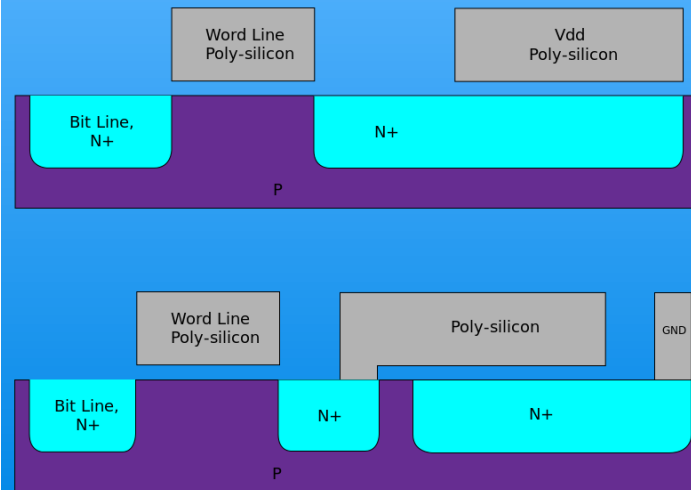 Word Line
Poly-silicon
Vdd
Poly-silicon
Bit Line,
N+
N+
P
Word Line
Poly-silicon
Poly-silicon
GND
Bit Line,
N+
N+
N+
P